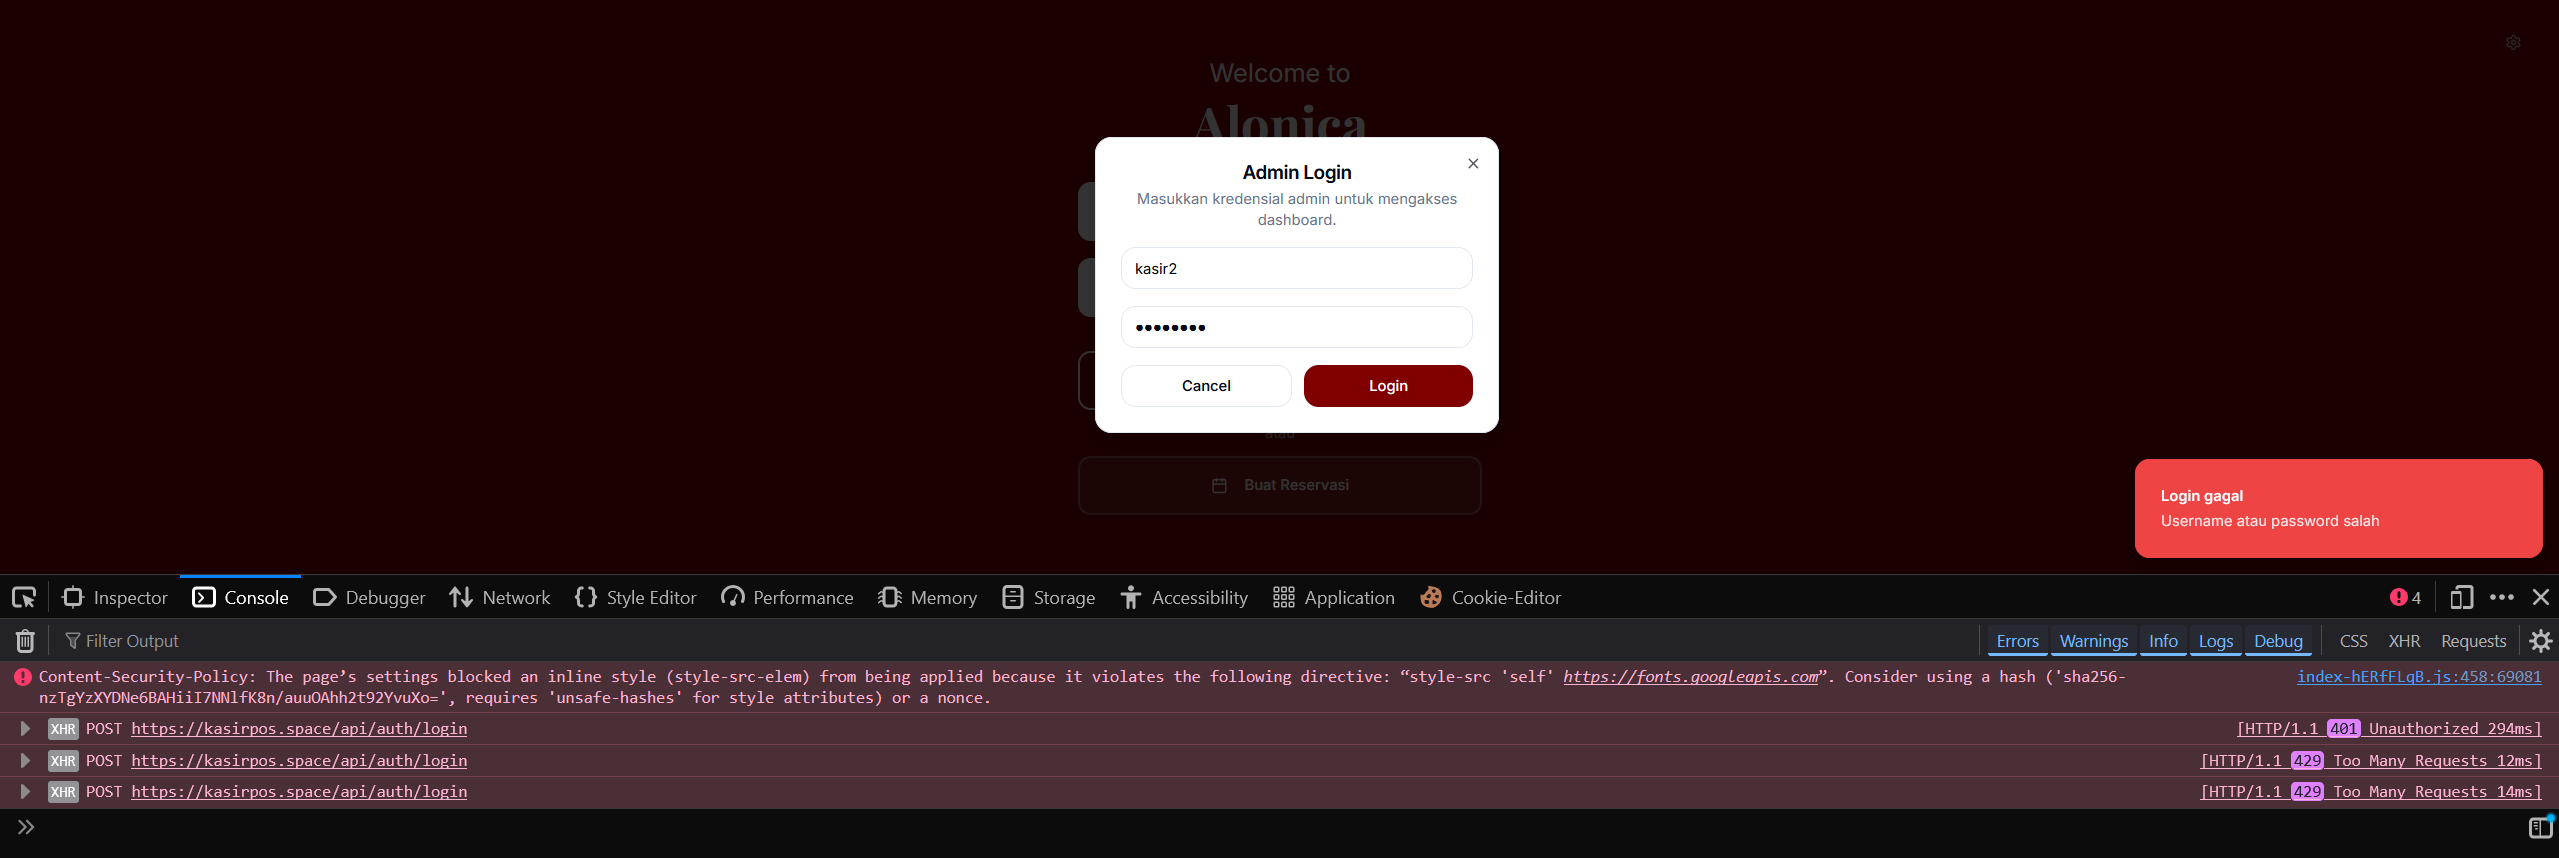 Welcome to
Alonica
Admin Login
Masukkan kredensial admin untuk mengakses
dashboard.
kasir2
••••••••
Cancel
Login
atau
Buat Reservasi
Login gagal
Username atau password salah
Inspector
Console
Debugger
Network
Style Editor
Performance
Memory
Storage
Accessibility
Application
Cookie-Editor
4
Filter Output
Errors
Warnings
Info
Logs
Debug
CSS
XHR
Requests
Content-Security-Policy: The page’s settings blocked an inline style (style-src-elem) from being applied because it violates the following directive: “style-src 'self' https://fonts.googleapis.com”. Consider using a hash ('sha256-
nzTgYzXYDNe6BAHiiI7NNlfK8n/auuOAhh2t92YvuXo=', requires 'unsafe-hashes' for style attributes) or a nonce.
index-hERfFLqB.js:458:69081
XHR POST https://kasirpos.space/api/auth/login [HTTP/1.1 401 Unauthorized 294ms]
XHR POST https://kasirpos.space/api/auth/login [HTTP/1.1 429 Too Many Requests 12ms]
XHR POST https://kasirpos.space/api/auth/login [HTTP/1.1 429 Too Many Requests 14ms]